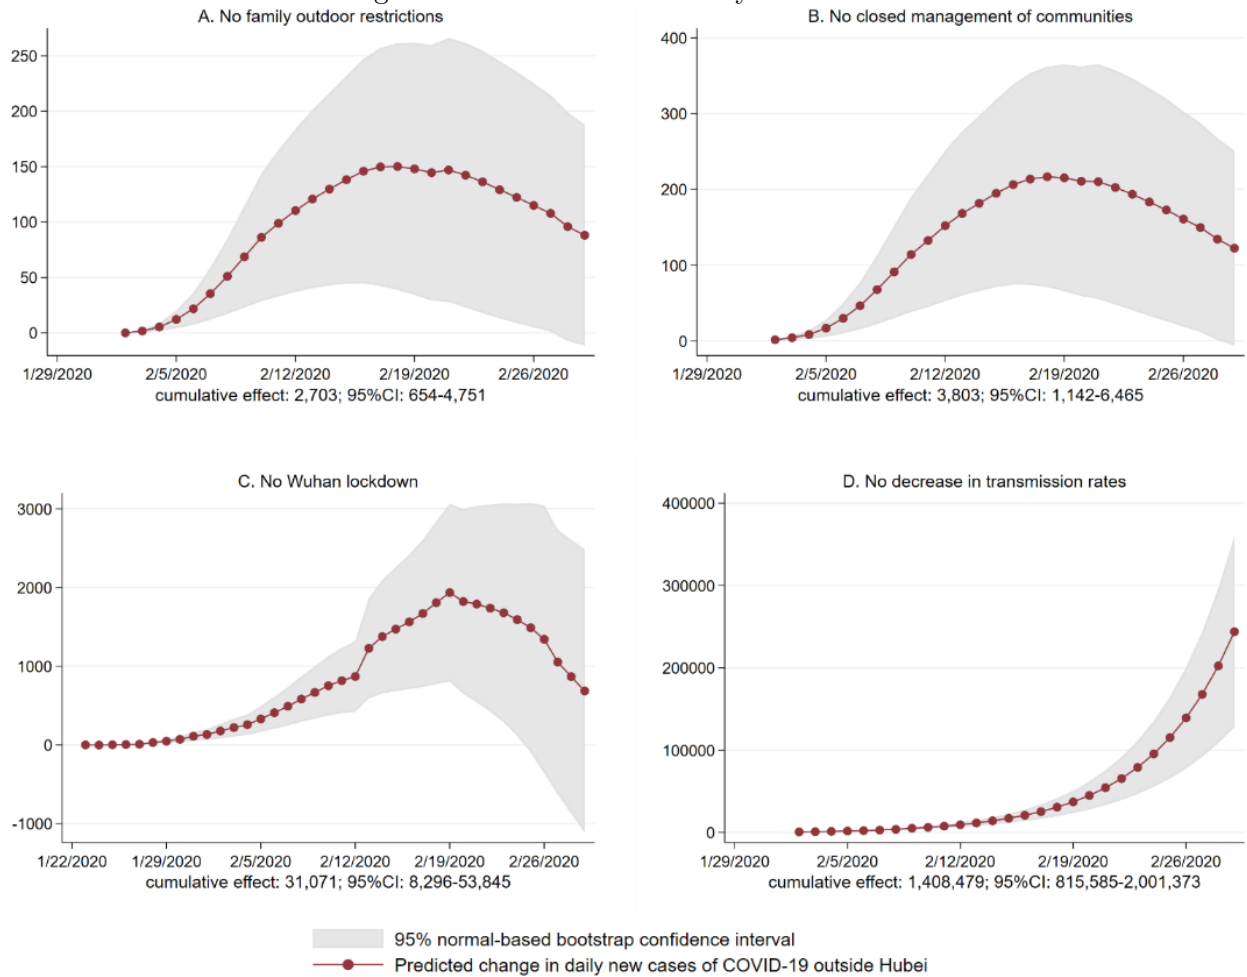 A. No family outdoor restrictions
250
200
150
100
50
0
1/29/2020 2/5/2020 2/12/2020 2/19/2020 2/26/2020
cumulative effect: 2,703; 95%CI: 654-4,751
B. No closed management of communities
400
300
200
100
0
1/29/2020 2/5/2020 2/12/2020 2/19/2020 2/26/2020
cumulative effect: 3,803; 95%CI: 1,142-6,465
C. No Wuhan lockdown
3000
2000
1000
0
-1000
1/22/2020 1/29/2020 2/5/2020 2/12/2020 2/19/2020 2/26/2020
cumulative effect: 31,071; 95%CI: 8,296-53,845
D. No decrease in transmission rates
400000
300000
200000
100000
0
1/29/2020 2/5/2020 2/12/2020 2/19/2020 2/26/2020
cumulative effect: 1,408,479; 95%CI: 815,585-2,001,373
95% normal-based bootstrap confidence interval
Predicted change in daily new cases of COVID-19 outside Hubei